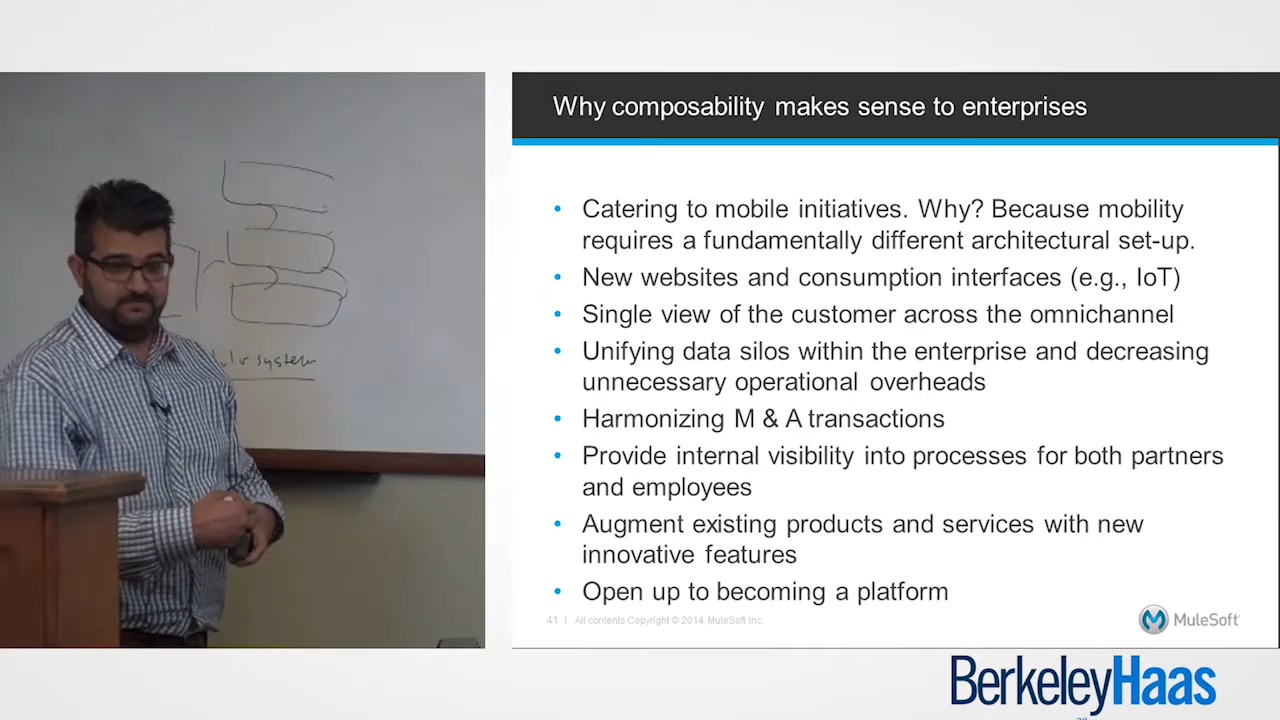 system
Why composability makes sense to enterprises
• Catering to mobile initiatives. Why? Because mobility
requires a fundamentally different architectural set-up.
• New websites and consumption interfaces (e.g., IoT)
• Single view of the customer across the omnichannel
• Unifying data silos within the enterprise and decreasing
unnecessary operational overheads
• Harmonizing M & A transactions
• Provide internal visibility into processes for both partners
and employees
• Augment existing products and services with new
innovative features
• Open up to becoming a platform
41 | All contents Copyright © 2014, MuleSoft Inc.
MuleSoft
BerkeleyHaas